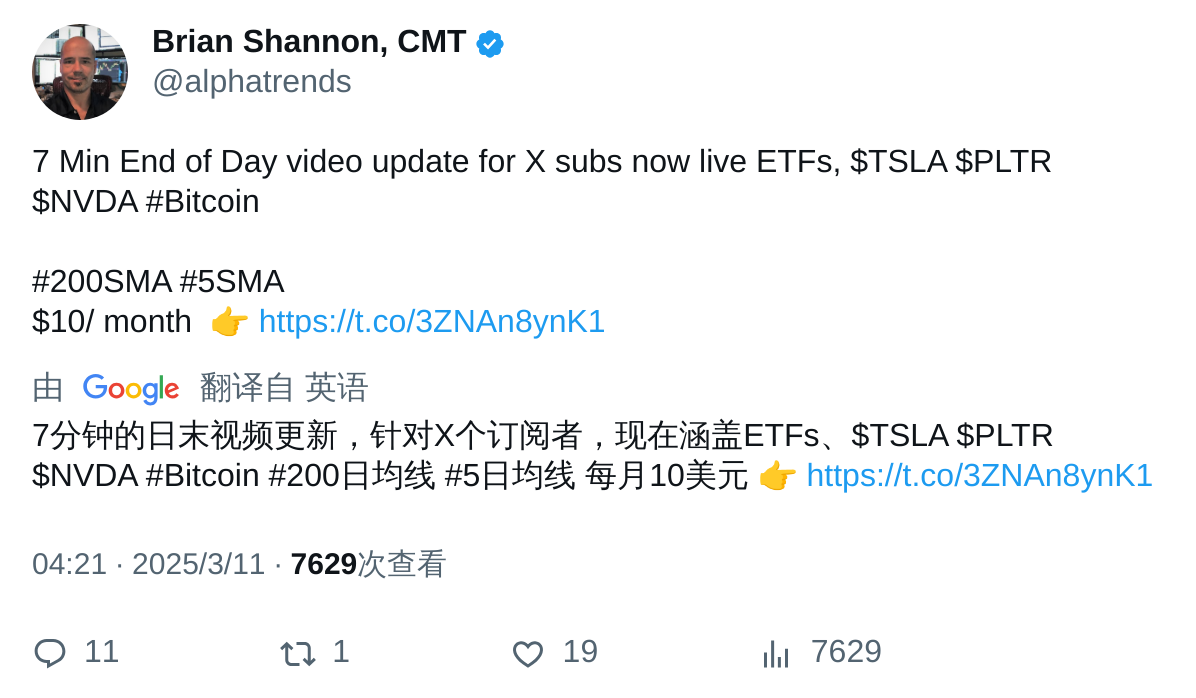 Brian Shannon, CMT
@alphatrends
7 Min End of Day video update for X subs now live ETFs, $TSLA $PLTR
$NVDA #Bitcoin
#200SMA #5SMA
$10/ month 👉 https://t.co/3ZNAn8ynK1
由 Google 翻译自 英语
7分钟的日末视频更新，针对X个订阅者，现在涵盖ETFs、$TSLA $PLTR
$NVDA #Bitcoin #200日均线 #5日均线 每月10美元 👉 https://t.co/3ZNAn8ynK1
04:21 · 2025/3/11 · 7629次查看
11 1 19 7629